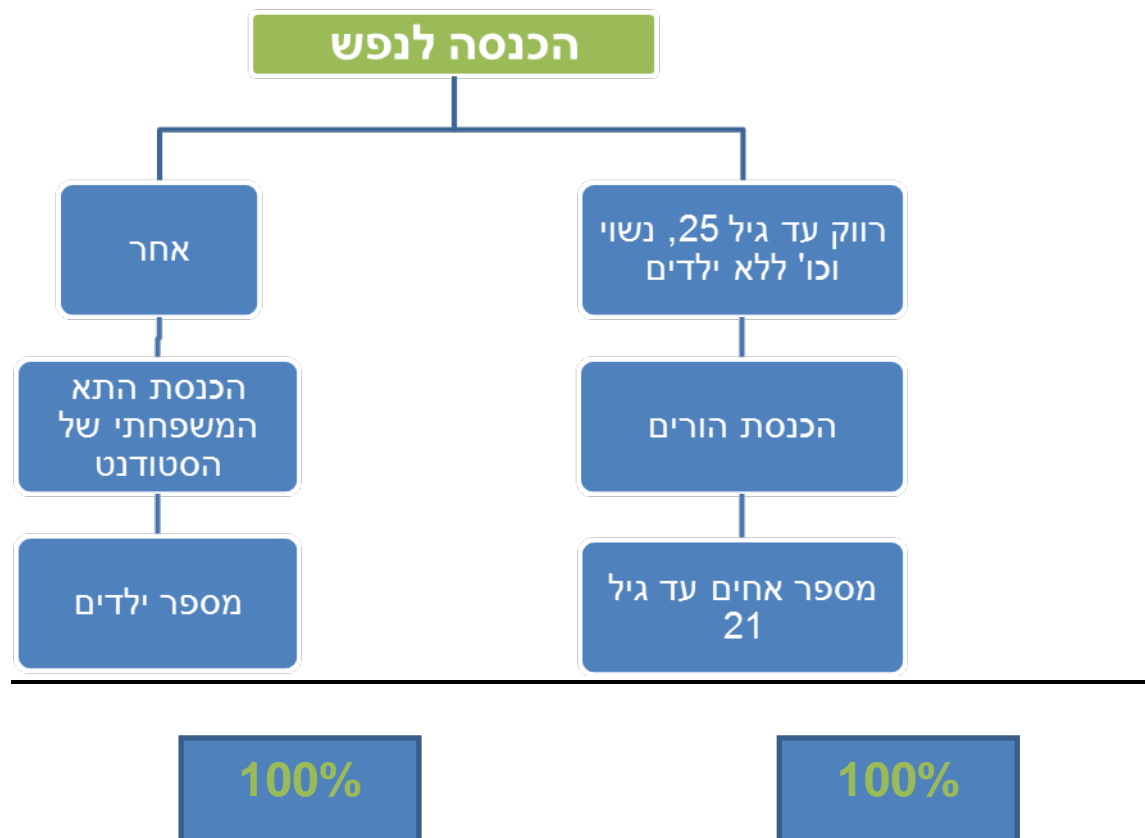 הכנסה לנפש
רווק עד גיל 25, נשוי
וכו' ללא ילדים
הכנסת הורים
מספר אחים עד גיל
21
אחר
הכנסת התא
המשפחתי של
הסטודנט
מספר ילדים
100%
100%